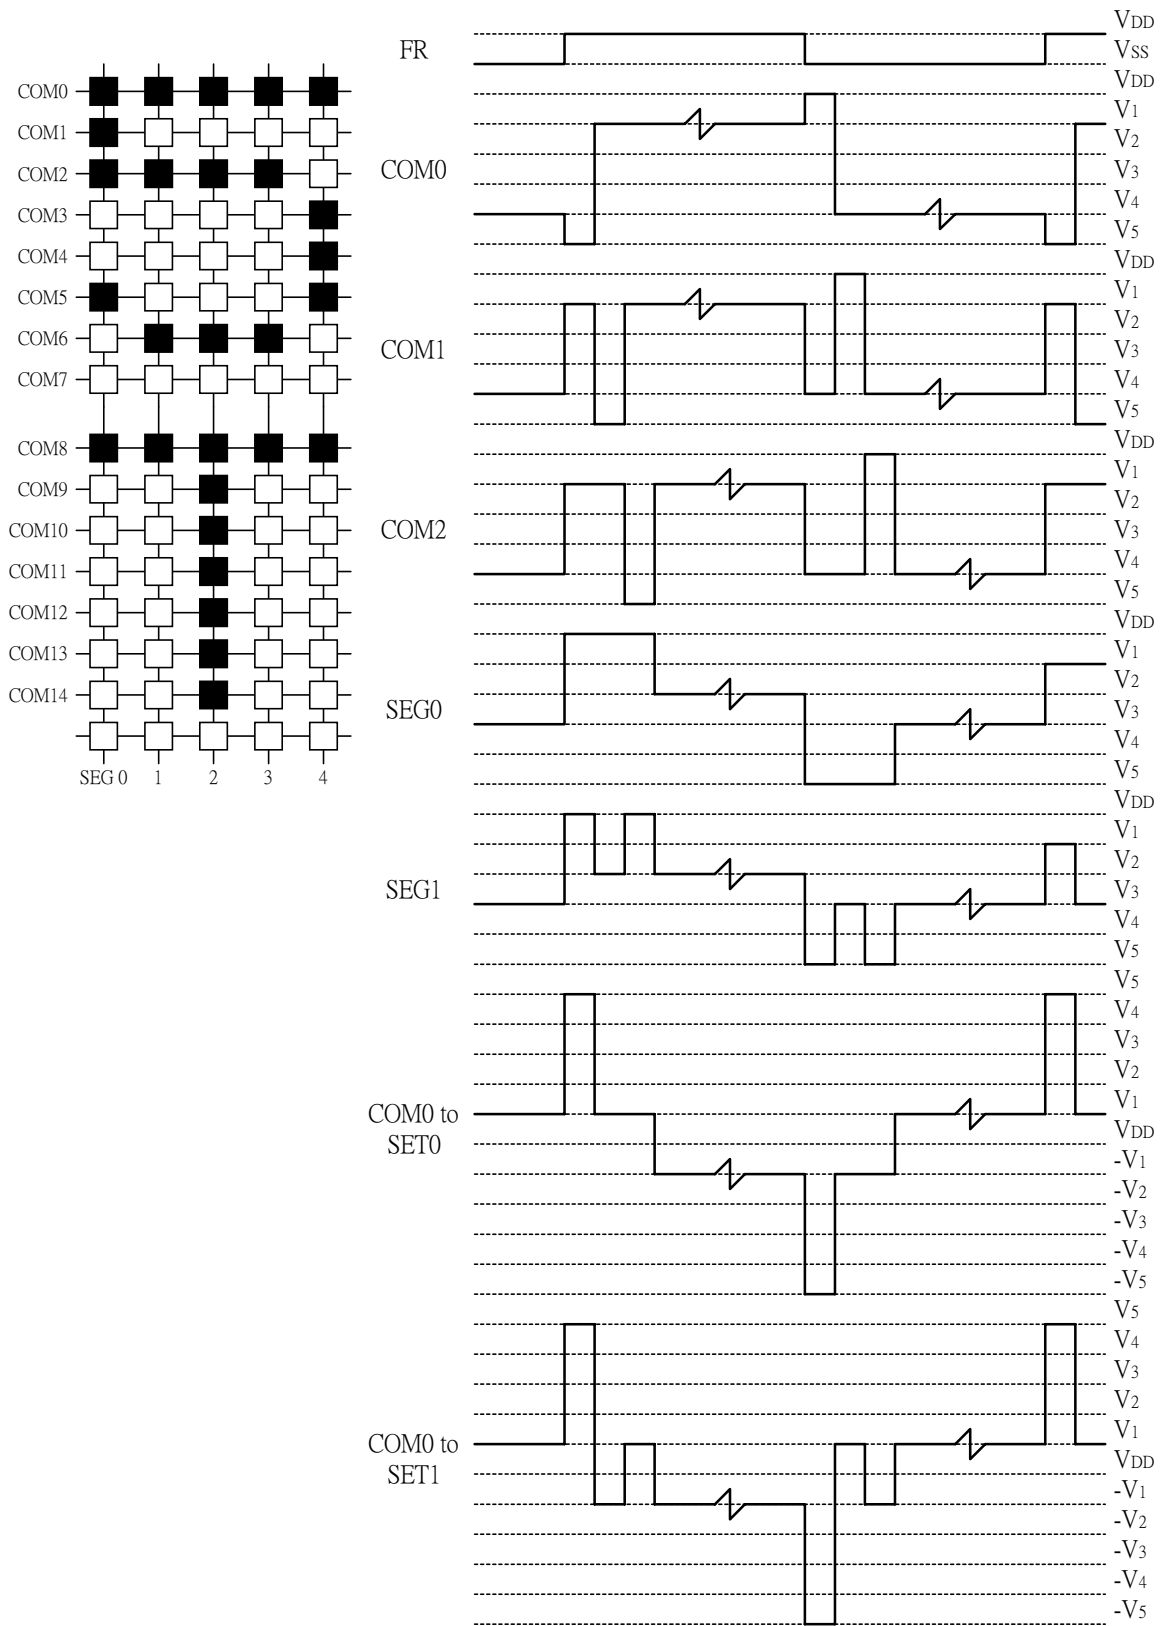 FR
VDD
VSS
COM0
COM1
COM2
COM3
COM4
COM5
COM6
COM7
COM8
COM9
COM10
COM11
COM12
COM13
COM14
SEG 0 1 2 3 4
COM0
VDD
V1
V2
V3
V4
V5
COM1
VDD
V1
V2
V3
V4
V5
COM2
VDD
V1
V2
V3
V4
V5
SEG0
VDD
V1
V2
V3
V4
V5
SEG1
VDD
V1
V2
V3
V4
V5
COM0 to
SET0
V5
V4
V3
V2
V1
VDD
-V1
-V2
-V3
-V4
-V5
COM0 to
SET1
V5
V4
V3
V2
V1
VDD
-V1
-V2
-V3
-V4
-V5